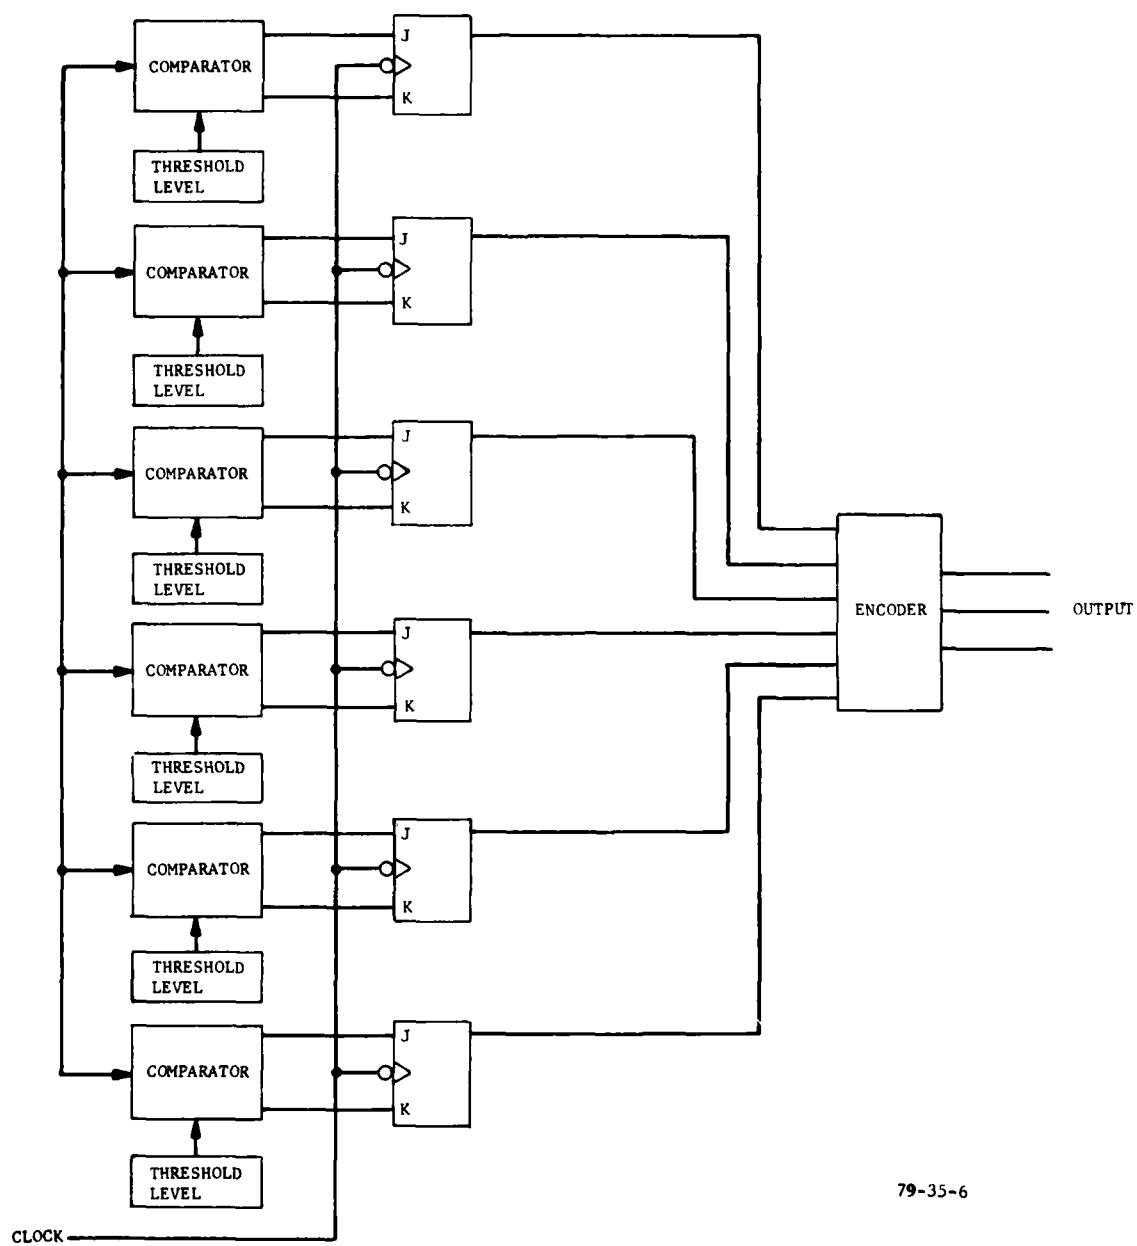 COMPARATOR
J
K
THRESHOLD
LEVEL
COMPARATOR
J
K
THRESHOLD
LEVEL
COMPARATOR
J
K
THRESHOLD
LEVEL
ENCODER
OUTPUT
COMPARATOR
J
K
THRESHOLD
LEVEL
COMPARATOR
J
K
THRESHOLD
LEVEL
COMPARATOR
J
K
THRESHOLD
LEVEL
79-35-6
CLOCK